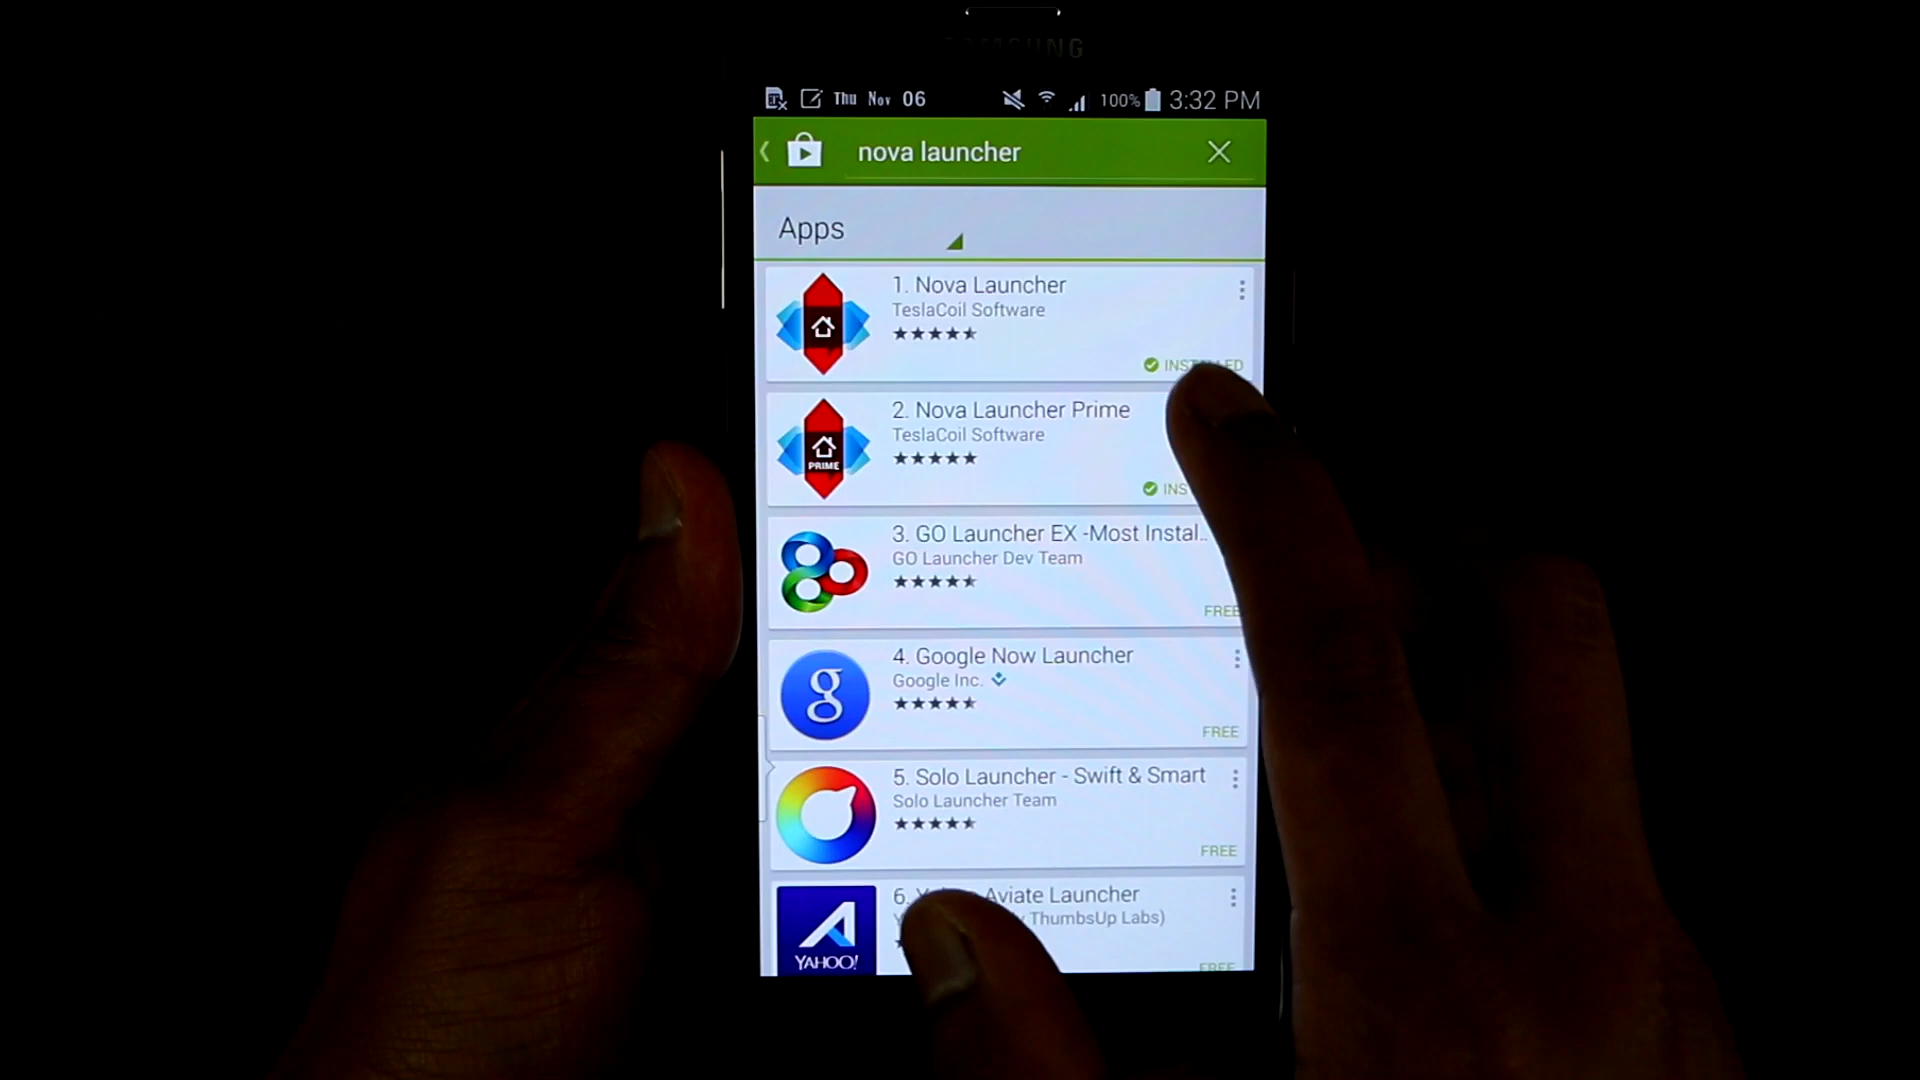 SAMSUNG
Thu Nov 06 100% 3:32 PM
nova launcher
Apps
1. Nova Launcher
TeslaCoil Software
INSTALLED
2. Nova Launcher Prime
TeslaCoil Software
PRIME
INS
3. GO Launcher EX -Most Instal..
GO Launcher Dev Team
FREE
4. Google Now Launcher
Google Inc.
g
FREE
5. Solo Launcher - Swift & Smart
Solo Launcher Team
FREE
6. Aviate Launcher
ThumbsUp Labs)
YAHOO!
FREE